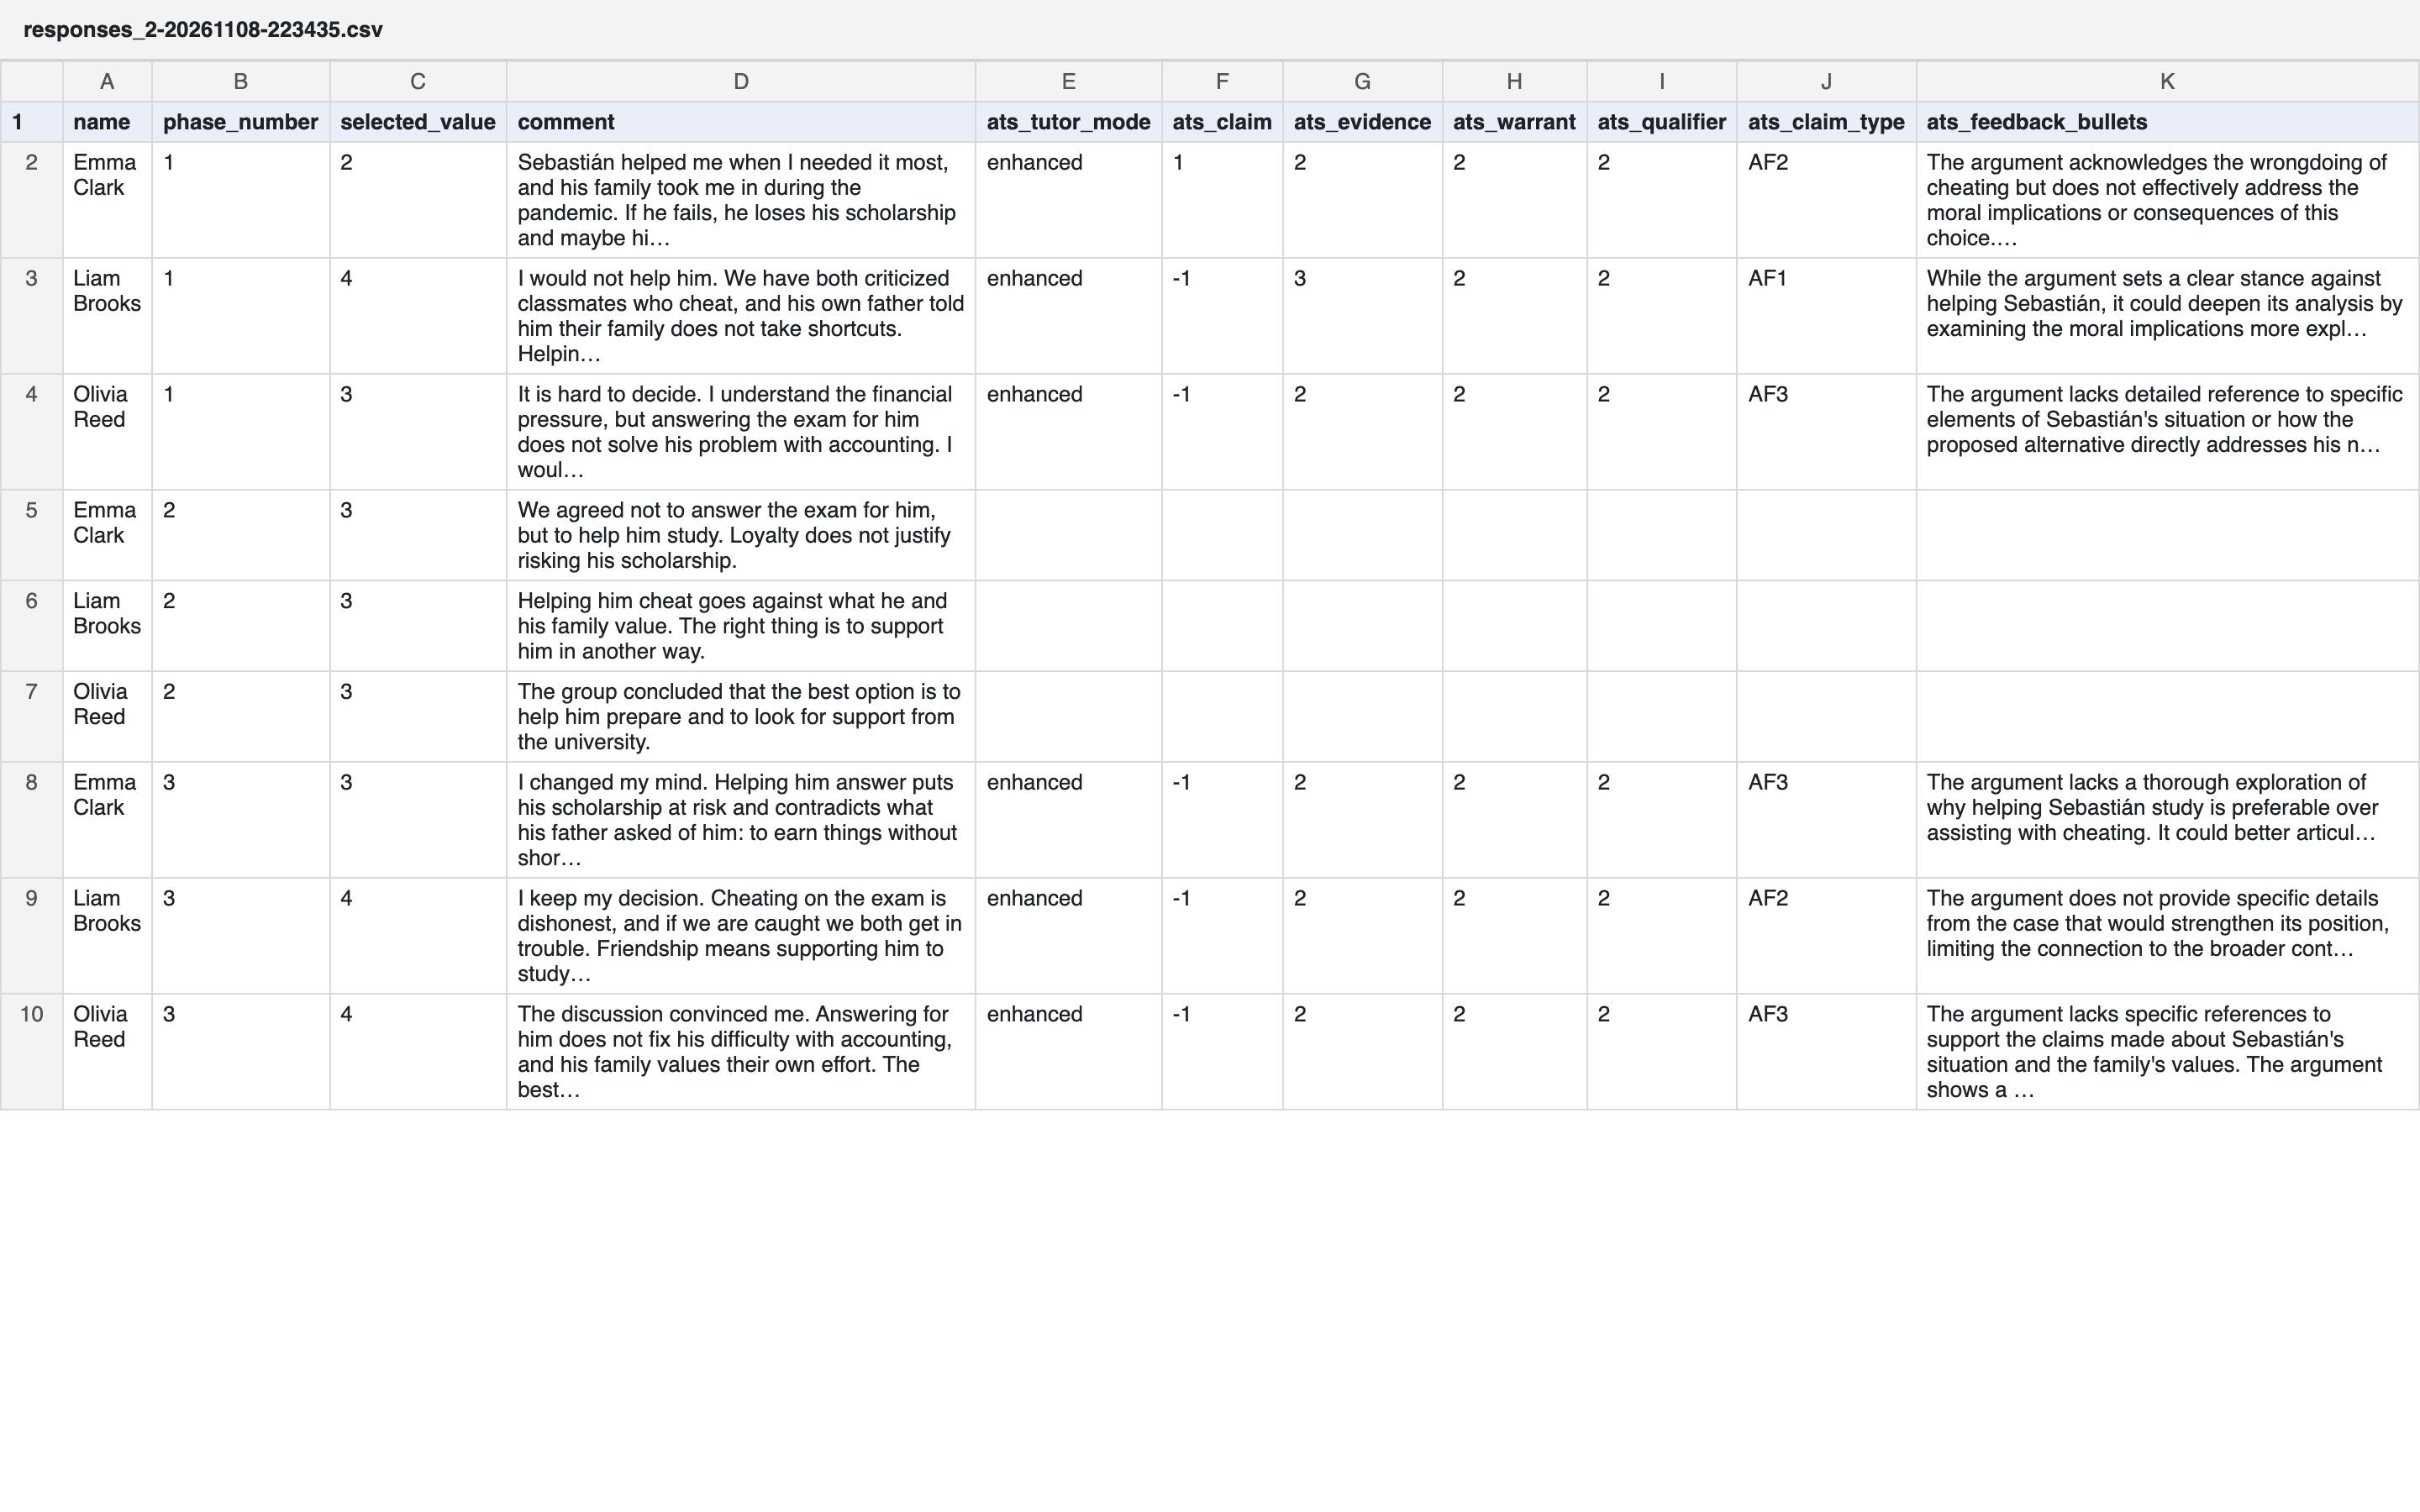 responses_2-20261108-223435.csv
A B C D E F G H I J K
1 name phase_number selected_value comment ats_tutor_mode ats_claim ats_evidence ats_warrant ats_qualifier ats_claim_type ats_feedback_bullets
2 Emma Clark 1 2 Sebastián helped me when I needed it most, and his family took me in during the pandemic. If he fails, he loses his scholarship and maybe hi… enhanced 1 2 2 2 AF2 The argument acknowledges the wrongdoing of cheating but does not effectively address the moral implications or consequences of this choice.…
3 Liam Brooks 1 4 I would not help him. We have both criticized classmates who cheat, and his own father told him their family does not take shortcuts. Helpin… enhanced -1 3 2 2 AF1 While the argument sets a clear stance against helping Sebastián, it could deepen its analysis by examining the moral implications more expl…
4 Olivia Reed 1 3 It is hard to decide. I understand the financial pressure, but answering the exam for him does not solve his problem with accounting. I woul… enhanced -1 2 2 2 AF3 The argument lacks detailed reference to specific elements of Sebastián's situation or how the proposed alternative directly addresses his n…
5 Emma Clark 2 3 We agreed not to answer the exam for him, but to help him study. Loyalty does not justify risking his scholarship.
6 Liam Brooks 2 3 Helping him cheat goes against what he and his family value. The right thing is to support him in another way.
7 Olivia Reed 2 3 The group concluded that the best option is to help him prepare and to look for support from the university.
8 Emma Clark 3 3 I changed my mind. Helping him answer puts his scholarship at risk and contradicts what his father asked of him: to earn things without shor… enhanced -1 2 2 2 AF3 The argument lacks a thorough exploration of why helping Sebastián study is preferable over assisting with cheating. It could better articul…
9 Liam Brooks 3 4 I keep my decision. Cheating on the exam is dishonest, and if we are caught we both get in trouble. Friendship means supporting him to study… enhanced -1 2 2 2 AF2 The argument does not provide specific details from the case that would strengthen its position, limiting the connection to the broader cont…
10 Olivia Reed 3 4 The discussion convinced me. Answering for him does not fix his difficulty with accounting, and his family values their own effort. The best… enhanced -1 2 2 2 AF3 The argument lacks specific references to support the claims made about Sebastián's situation and the family's values. The argument shows a …